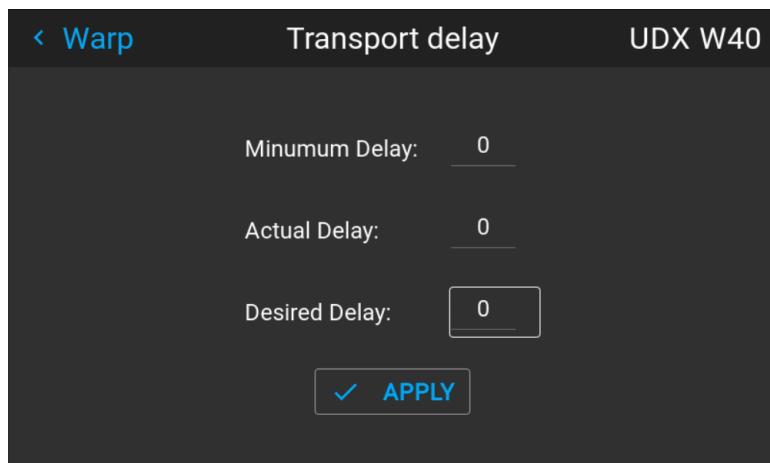 ‹ Warp Transport delay UDX W40
Minumum Delay: 0
Actual Delay: 0
Desired Delay: 0
✓ APPLY